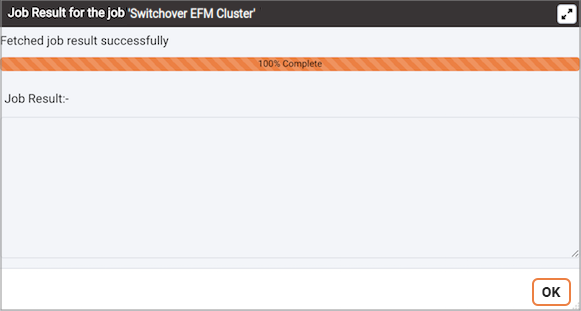 Job Result for the job 'Switchover EFM Cluster'
Fetched job result successfully
100% Complete
Job Result:-
OK